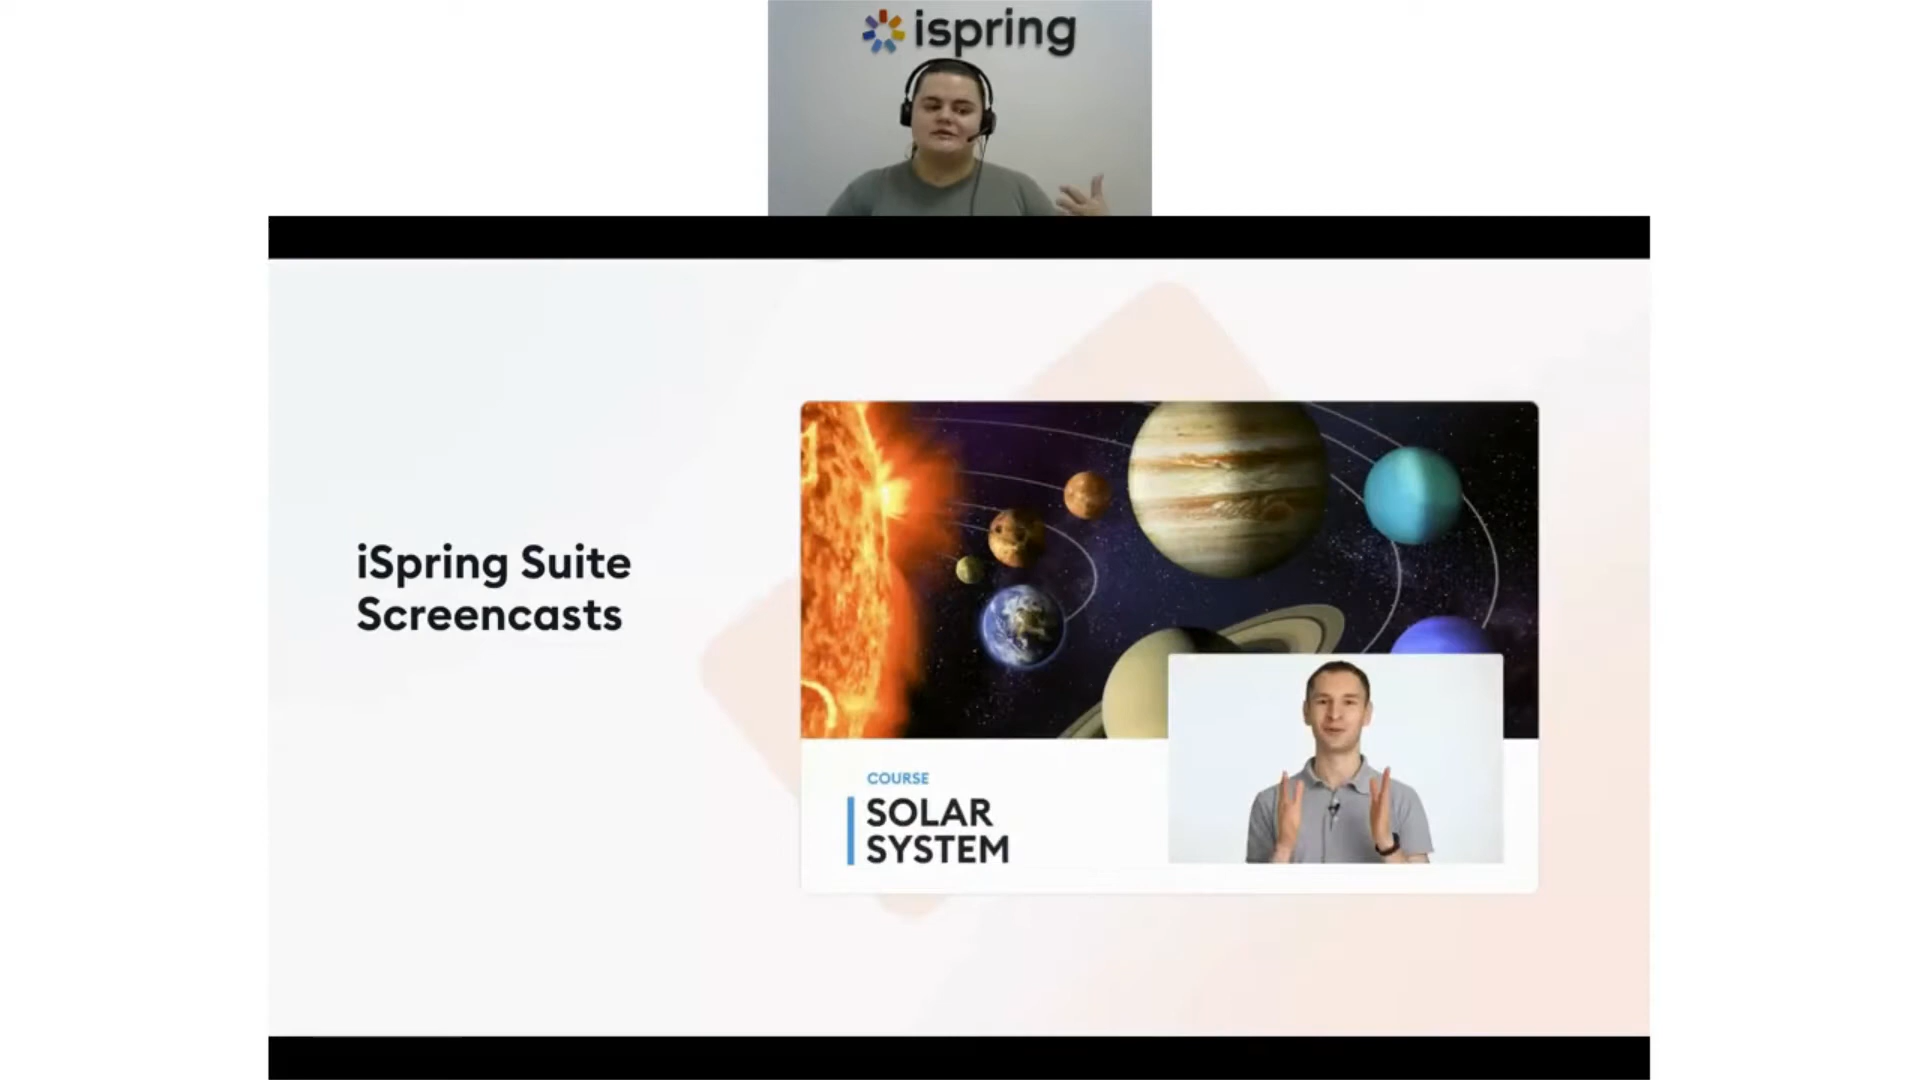 ispring
iSpring Suite
Screencasts
COURSE
SOLAR
SYSTEM